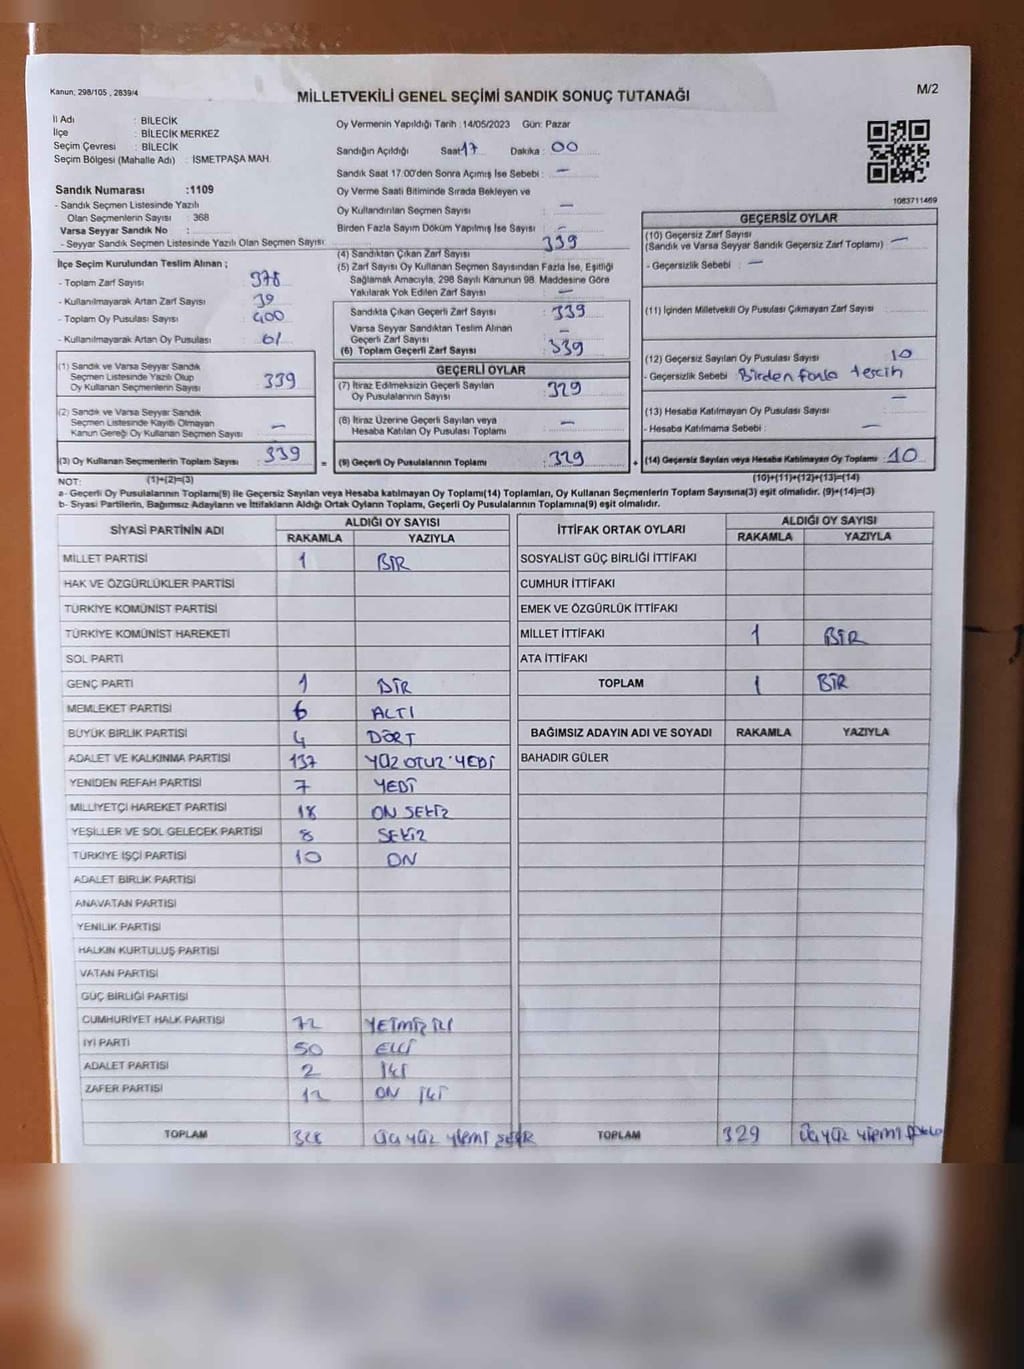 Kanun, 298/105 , 2839/4
MİLLETVEKİLİ GENEL SEÇİMİ SANDIK SONUÇ TUTANAĞI
M/2
İl Adı : BİLECİK
İlçe : BİLECİK MERKEZ
Seçim Çevresi : BİLECİK
Seçim Bölgesi (Mahalle Adı) : İSMETPAŞA MAH.
Sandık Numarası :1109
- Sandık Seçmen Listesinde Yazılı
Olan Seçmenlerin Sayısı : 368
Varsa Seyyar Sandık No :
- Seyyar Sandık Seçmen Listesinde Yazılı Olan Seçmen Sayısı:
İlçe Seçim Kurulundan Teslim Alınan ;
- Toplam Zarf Sayısı : 378
- Kullanılmayarak Artan Zarf Sayısı : 39
- Toplam Oy Pusulası Sayısı : 400
- Kullanılmayarak Artan Oy Pusulası : 61
(1) Sandık ve Varsa Seyyar Sandık
Seçmen Listesinde Yazılı Olup
Oy Kullanan Seçmenlerin Sayısı : 339
(2) Sandık ve Varsa Seyyar Sandık
Seçmen Listesinde Kayıtlı Olmayan
Kanun Gereği Oy Kullanan Seçmen Sayısı : —
(3) Oy Kullanan Seçmenlerin Toplam Sayısı : 339
Oy Vermenin Yapıldığı Tarih :14/05/2023 Gün: Pazar
Sandığın Açıldığı Saat: 17 Dakika : 00
Sandık Saat 17.00'den Sonra Açımış İse Sebebi : —
Oy Verme Saati Bitiminde Sırada Bekleyen ve
Oy Kullandırılan Seçmen Sayısı : —
Birden Fazla Sayım Döküm Yapılmış İse Sayısı : —
(4) Sandıktan Çıkan Zarf Sayısı : 339
(5) Zarf Sayısı Oy Kullanan Seçmen Sayısından Fazla İse, Eşitliği
Sağlamak Amacıyla, 298 Sayılı Kanunun 98. Maddesine Göre
Yakılarak Yok Edilen Zarf Sayısı : —
Sandıkta Çıkan Geçerli Zarf Sayısı : 339
Varsa Seyyar Sandıktan Teslim Alınan
Geçerli Zarf Sayısı : —
(6) Toplam Geçerli Zarf Sayısı : 339
GEÇERLİ OYLAR
(7) İtiraz Edilmeksizin Geçerli Sayılan
Oy Pusulalarının Sayısı : 329
(8) İtiraz Üzerine Geçerli Sayılan veya
Hesaba Katılan Oy Pusulası Toplamı : —
= (9) Geçerli Oy Pusulalarının Toplamı : 329
1083711469
GEÇERSİZ OYLAR
(10) Geçersiz Zarf Sayısı
(Sandık ve Varsa Seyyar Sandık Geçersiz Zarf Toplamı) —
- Geçersizlik Sebebi : —
(11) İçinden Milletvekili Oy Pusulası Çıkmayan Zarf Sayısı
(12) Geçersiz Sayılan Oy Pusulası Sayısı 10
- Geçersizlik Sebebi : Birden fazla tercih
(13) Hesaba Katılmayan Oy Pusulası Sayısı —
- Hesaba Katılmama Sebebi : —
+ (14) Geçersiz Sayılan veya Hesaba Katılmayan Oy Toplamı : 10
NOT: (1)+(2)=(3) (10)+(11)+(12)+(13)=(14)
a- Geçerli Oy Pusulalarının Toplamı(9) ile Geçersiz Sayılan veya Hesaba katılmayan Oy Toplamı(14) Toplamları, Oy Kullanan Seçmenlerin Toplam Sayısına(3) eşit olmalıdır. (9)+(14)=(3)
b- Siyasi Partilerin, Bağımsız Adayların ve İttifakların Aldığı Ortak Oyların Toplamı, Geçerli Oy Pusulalarının Toplamına(9) eşit olmalıdır.
SİYASİ PARTİNİN ADI ALDIĞI OY SAYISI
RAKAMLA YAZIYLA
MİLLET PARTİSİ 1 BİR
HAK VE ÖZGÜRLÜKLER PARTİSİ
TÜRKİYE KOMÜNİST PARTİSİ
TÜRKİYE KOMÜNİST HAREKETİ
SOL PARTİ
GENÇ PARTİ 1 BİR
MEMLEKET PARTİSİ 6 ALTI
BÜYÜK BİRLİK PARTİSİ 4 DÖRT
ADALET VE KALKINMA PARTİSİ 137 YÜZ OTUZ YEDİ
YENİDEN REFAH PARTİSİ 7 YEDİ
MİLLİYETÇİ HAREKET PARTİSİ 18 ON SEKİZ
YEŞİLLER VE SOL GELECEK PARTİSİ 8 SEKİZ
TÜRKİYE İŞÇİ PARTİSİ 10 ON
ADALET BİRLİK PARTİSİ
ANAVATAN PARTİSİ
YENİLİK PARTİSİ
HALKIN KURTULUŞ PARTİSİ
VATAN PARTİSİ
GÜÇ BİRLİĞİ PARTİSİ
CUMHURİYET HALK PARTİSİ 72 YETMİŞ İKİ
İYİ PARTİ 50 ELLİ
ADALET PARTİSİ 2 İKİ
ZAFER PARTİSİ 12 ON İKİ
TOPLAM 328 ÜÇ YÜZ YİRMİ SEKİZ
İTTİFAK ORTAK OYLARI ALDIĞI OY SAYISI
RAKAMLA YAZIYLA
SOSYALİST GÜÇ BİRLİĞİ İTTİFAKI
CUMHUR İTTİFAKI
EMEK VE ÖZGÜRLÜK İTTİFAKI
MİLLET İTTİFAKI 1 BİR
ATA İTTİFAKI
TOPLAM 1 BİR
BAĞIMSIZ ADAYIN ADI VE SOYADI RAKAMLA YAZIYLA
BAHADIR GÜLER
TOPLAM 329 üç yüz yirmi